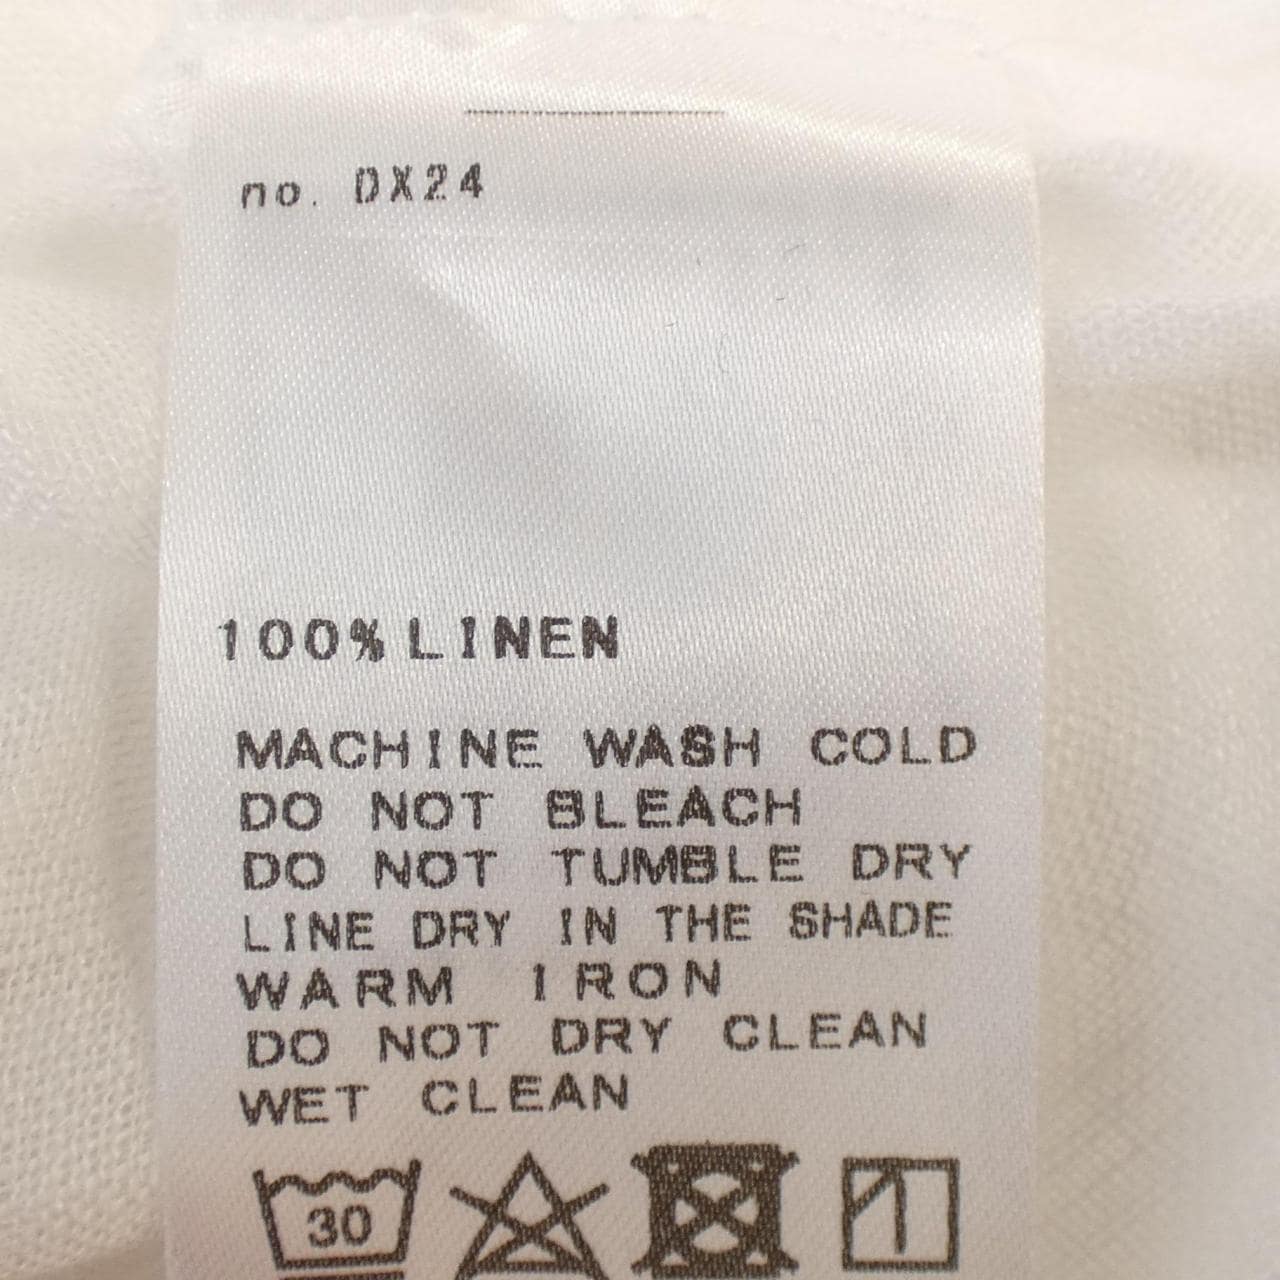 no. DX24
100% LINEN
MACHINE WASH COLD
DO NOT BLEACH
DO NOT TUMBLE DRY
LINE DRY IN THE SHADE
WARM IRON
DO NOT DRY CLEAN
WET CLEAN
30